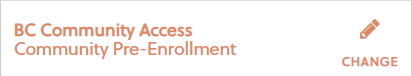 BC Community Access
Community Pre-Enrollment
CHANGE